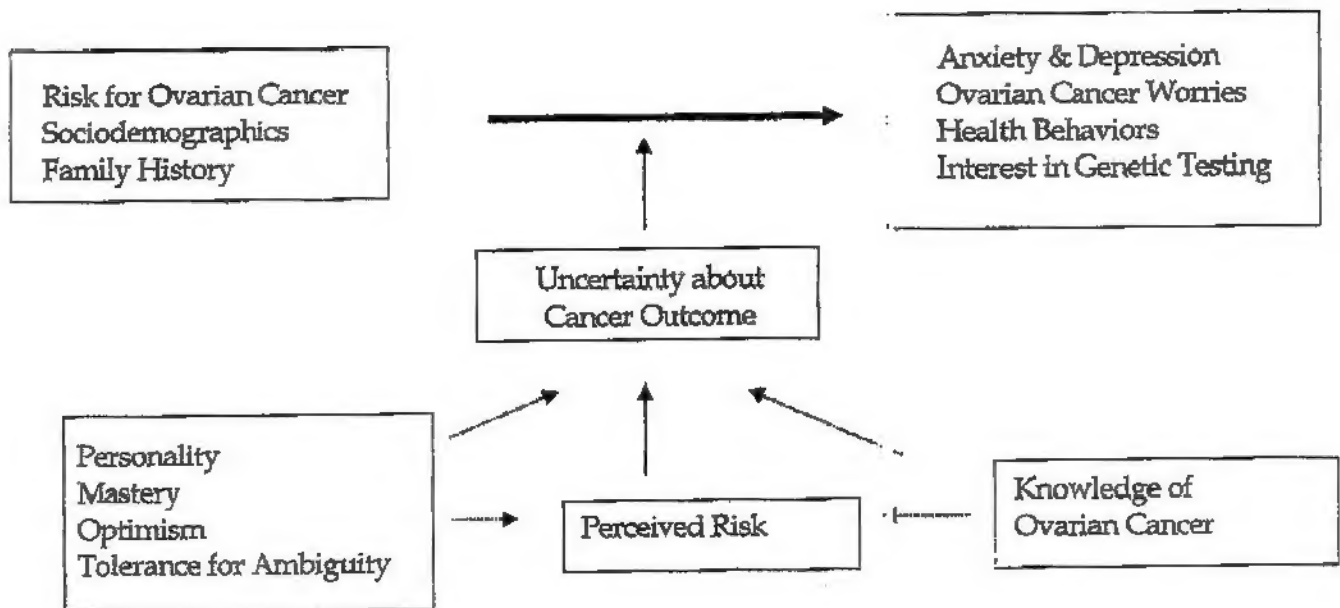 Risk for Ovarian Cancer
Sociodemographics
Family History
Anxiety & Depression
Ovarian Cancer Worries
Health Behaviors
Interest in Genetic Testing
Uncertainty about
Cancer Outcome
Personality
Mastery
Optimism
Tolerance for Ambiguity
Perceived Risk
Knowledge of
Ovarian Cancer